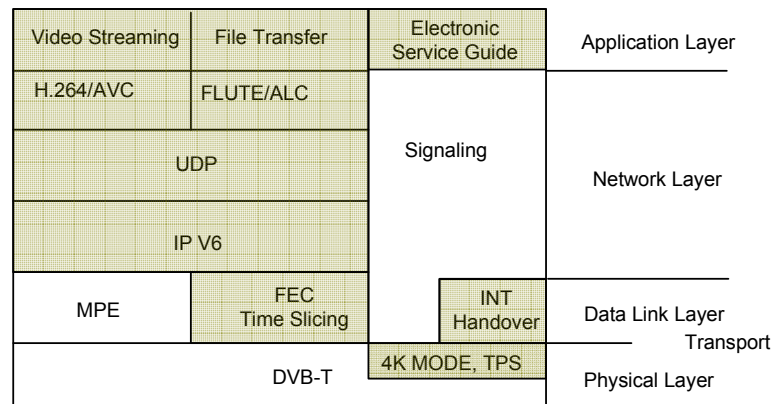 Video Streaming
File Transfer
Electronic
Service Guide
Application Layer
H.264/AVC
FLUTE/ALC
UDP
Signaling
Network Layer
IP V6
MPE
FEC
Time Slicing
INT
Handover
Data Link Layer
Transport
DVB-T
4K MODE, TPS
Physical Layer